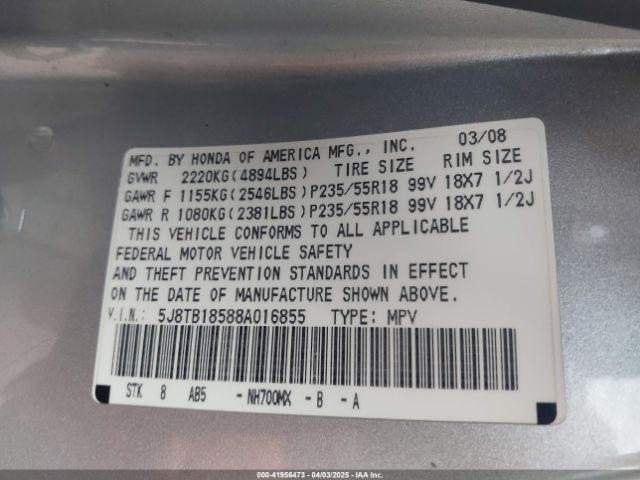 MFD. BY HONDA OF AMERICA MFG., INC. 03/08
GVWR 2220KG(4894LBS) TIRE SIZE RIM SIZE
GAWR F 1155KG(2546LBS)P235/55R18 99V 18X7 1/2J
GAWR R 1080KG(2381LBS)P235/55R18 99V 18X7 1/2J
THIS VEHICLE CONFORMS TO ALL APPLICABLE
FEDERAL MOTOR VEHICLE SAFETY
AND THEFT PREVENTION STANDARDS IN EFFECT
ON THE DATE OF MANUFACTURE SHOWN ABOVE.
V.I.N.: 5J8TB18588A016855 TYPE: MPV
STK 8 AB5 -NH700MX -B -A
000-41956473 - 04/03/2025 - IAA Inc.